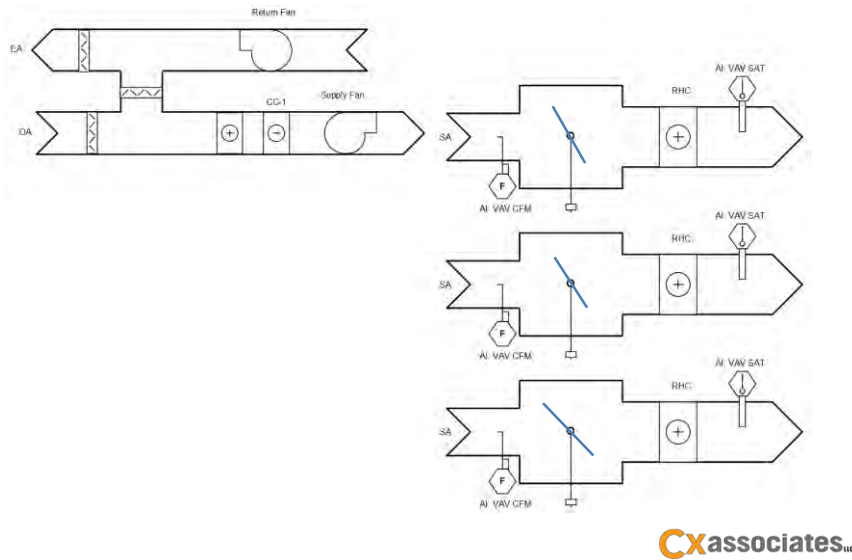 Return Fan
EA
CC-1
Supply Fan
OA
AI: VAV SAT
RHC
SA
F
AI: VAV CFM
AI: VAV SAT
RHC
SA
F
AI: VAV CFM
AI: VAV SAT
RHC
SA
F
AI: VAV CFM
Cxassociates LLC